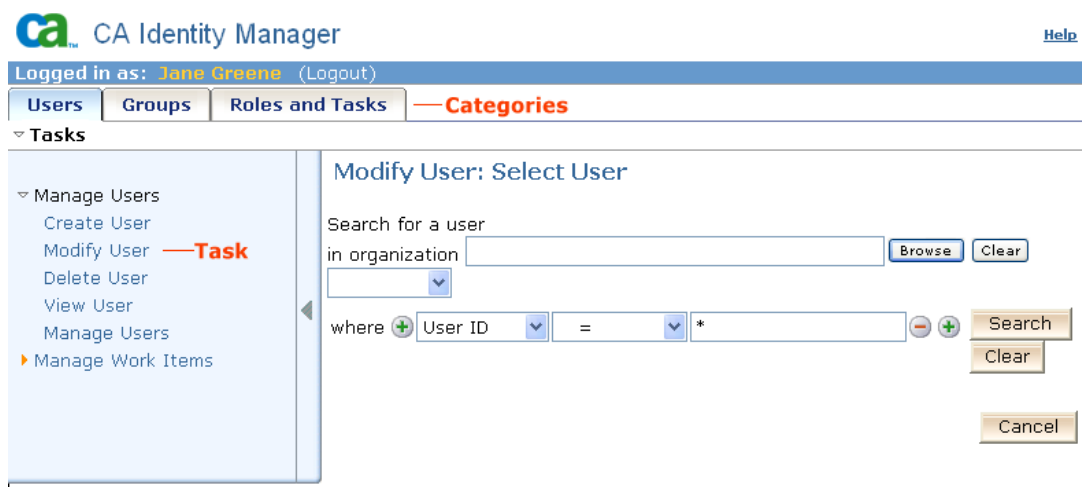 ca™ CA Identity Manager
Help
Logged in as: Jane Greene (Logout)
Users Groups Roles and Tasks Categories
Tasks
Modify User: Select User
Manage Users
Create User
Modify User Task
Delete User
View User
Manage Users
Manage Work Items
Search for a user
in organization Browse Clear
where User ID = * Search
Clear
Cancel